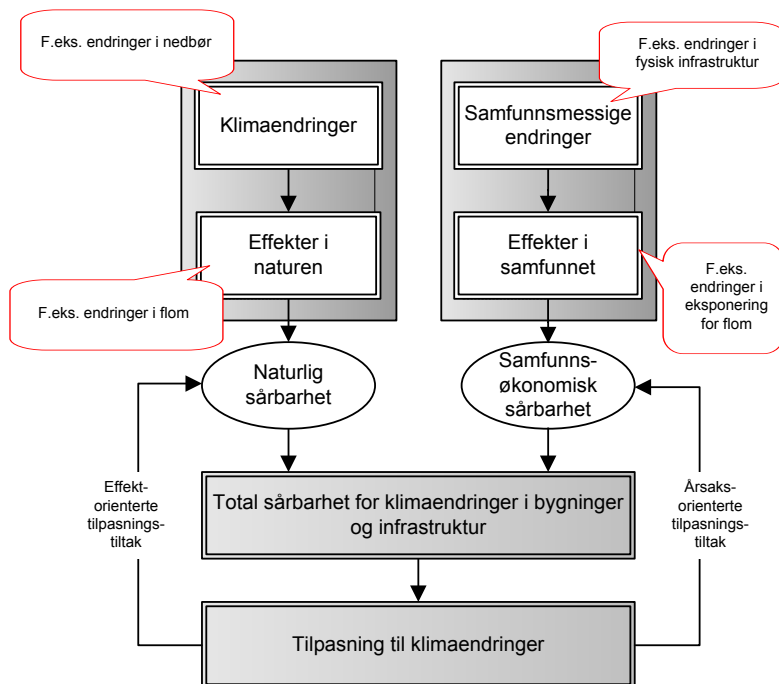 F.eks. endringer i nedbør
F.eks. endringer i
fysisk infrastruktur
Klimaendringer
Samfunnsmessige
endringer
Effekter i
naturen
Effekter i
samfunnet
F.eks. endringer i flom
F.eks.
endringer i
eksponering
for flom
Naturlig
sårbarhet
Samfunns-
økonomisk
sårbarhet
Effekt-
orienterte
tilpasnings-
tiltak
Total sårbarhet for klimaendringer i bygninger
og infrastruktur
Årsaks-
orienterte
tilpasnings-
tiltak
Tilpasning til klimaendringer